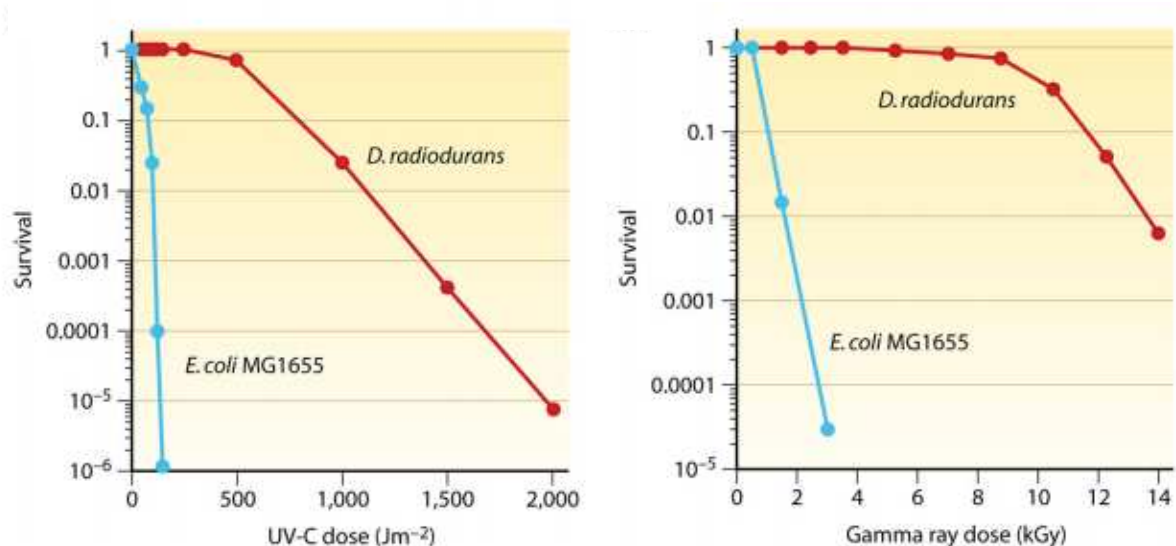 1
0.1
0.01
0.001
0.0001
10⁻⁵
10⁻⁶
Survival
D. radiodurans
E. coli MG1655
0 500 1,000 1,500 2,000
UV-C dose (Jm⁻²)
1
0.1
0.01
0.001
0.0001
10⁻⁵
Survival
D. radiodurans
E. coli MG1655
0 2 4 6 8 10 12 14
Gamma ray dose (kGy)